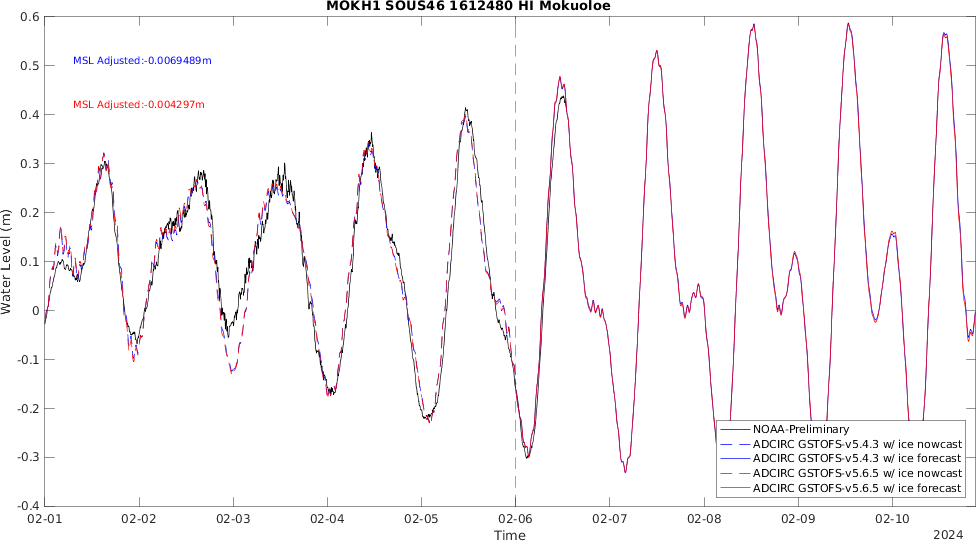 MOKH1 SOUS46 1612480 HI Mokuoloe
0.6
0.5
0.4
0.3
0.2
0.1
0
-0.1
-0.2
-0.3
-0.4
Water Level (m)
MSL Adjusted:-0.0069489m
MSL Adjusted:-0.004297m
NOAA-Preliminary
ADCIRC GSTOFS-v5.4.3 w/ ice nowcast
ADCIRC GSTOFS-v5.4.3 w/ ice forecast
ADCIRC GSTOFS-v5.6.5 w/ ice nowcast
ADCIRC GSTOFS-v5.6.5 w/ ice forecast
02-01 02-02 02-03 02-04 02-05 02-06 02-07 02-08 02-09 02-10
Time
2024